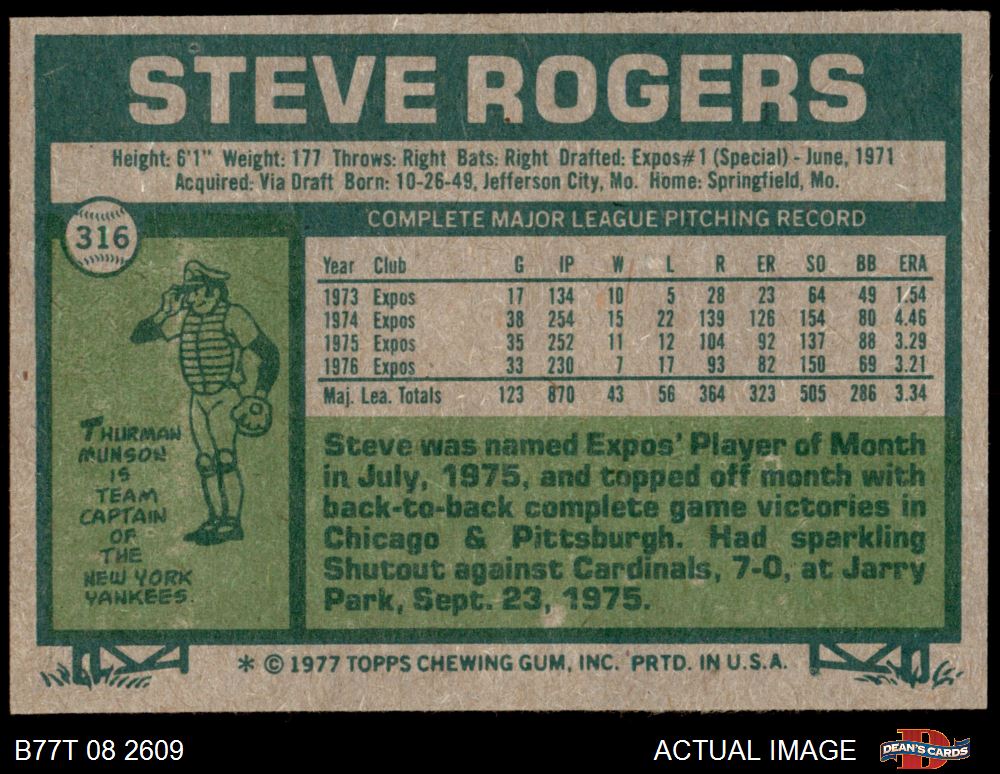 STEVE ROGERS
Height: 6'1" Weight: 177 Throws: Right Bats: Right Drafted: Expos#1 (Special) - June, 1971
Acquired: Via Draft Born: 10-26-49, Jefferson City, Mo. Home: Springfield, Mo.
316
COMPLETE MAJOR LEAGUE PITCHING RECORD
Year Club G IP W L R ER SO BB ERA
1973 Expos 17 134 10 5 28 23 64 49 1.54
1974 Expos 38 254 15 22 139 126 154 80 4.46
1975 Expos 35 252 11 12 104 92 137 88 3.29
1976 Expos 33 230 7 17 93 82 150 69 3.21
Maj. Lea. Totals 123 870 43 56 364 323 505 286 3.34
THURMAN
MUNSON
IS
TEAM
CAPTAIN
OF
THE
NEW YORK
YANKEES.
Steve was named Expos' Player of Month
in July, 1975, and topped off month with
back-to-back complete game victories in
Chicago & Pittsburgh. Had sparkling
Shutout against Cardinals, 7-0, at Jarry
Park, Sept. 23, 1975.
* © 1977 TOPPS CHEWING GUM, INC. PRTD. IN U.S.A.
B77T 08 2609
ACTUAL IMAGE
DEAN'S CARDS